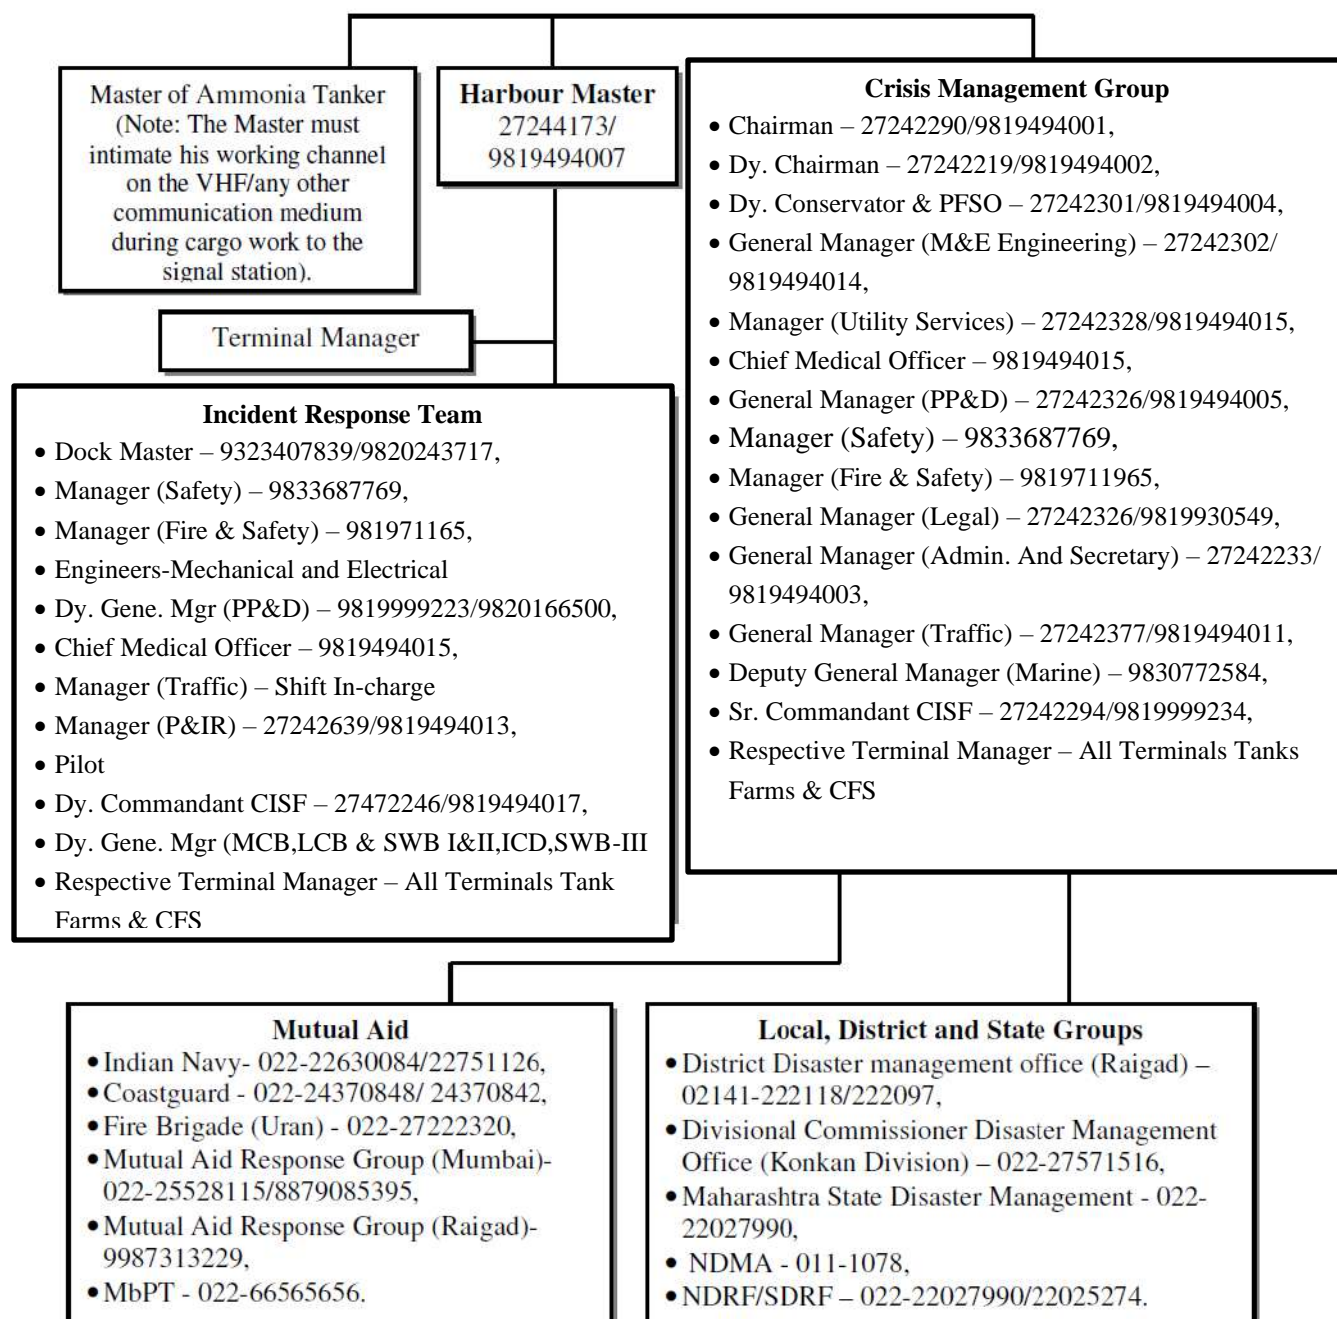 Master of Ammonia Tanker
(Note: The Master must
intimate his working channel
on the VHF/any other
communication medium
during cargo work to the
signal station).
Harbour Master
27244173/
9819494007
Terminal Manager
Incident Response Team
• Dock Master – 9323407839/9820243717,
• Manager (Safety) – 9833687769,
• Manager (Fire & Safety) – 981971165,
• Engineers-Mechanical and Electrical
• Dy. Gene. Mgr (PP&D) – 9819999223/9820166500,
• Chief Medical Officer – 9819494015,
• Manager (Traffic) – Shift In-charge
• Manager (P&IR) – 27242639/9819494013,
• Pilot
• Dy. Commandant CISF – 27472246/9819494017,
• Dy. Gene. Mgr (MCB,LCB & SWB I&II,ICD,SWB-III
• Respective Terminal Manager – All Terminals Tank
Farms & CFS
Crisis Management Group
• Chairman – 27242290/9819494001,
• Dy. Chairman – 27242219/9819494002,
• Dy. Conservator & PFSO – 27242301/9819494004,
• General Manager (M&E Engineering) – 27242302/
9819494014,
• Manager (Utility Services) – 27242328/9819494015,
• Chief Medical Officer – 9819494015,
• General Manager (PP&D) – 27242326/9819494005,
• Manager (Safety) – 9833687769,
• Manager (Fire & Safety) – 9819711965,
• General Manager (Legal) – 27242326/9819930549,
• General Manager (Admin. And Secretary) – 27242233/
9819494003,
• General Manager (Traffic) – 27242377/9819494011,
• Deputy General Manager (Marine) – 9830772584,
• Sr. Commandant CISF – 27242294/9819999234,
• Respective Terminal Manager – All Terminals Tanks
Farms & CFS
Mutual Aid
• Indian Navy- 022-22630084/22751126,
• Coastguard - 022-24370848/ 24370842,
• Fire Brigade (Uran) - 022-27222320,
• Mutual Aid Response Group (Mumbai)-
022-25528115/8879085395,
• Mutual Aid Response Group (Raigad)-
9987313229,
• MbPT - 022-66565656.
Local, District and State Groups
• District Disaster management office (Raigad) –
02141-222118/222097,
• Divisional Commissioner Disaster Management
Office (Konkan Division) – 022-27571516,
• Maharashtra State Disaster Management - 022-
22027990,
• NDMA - 011-1078,
• NDRF/SDRF – 022-22027990/22025274.